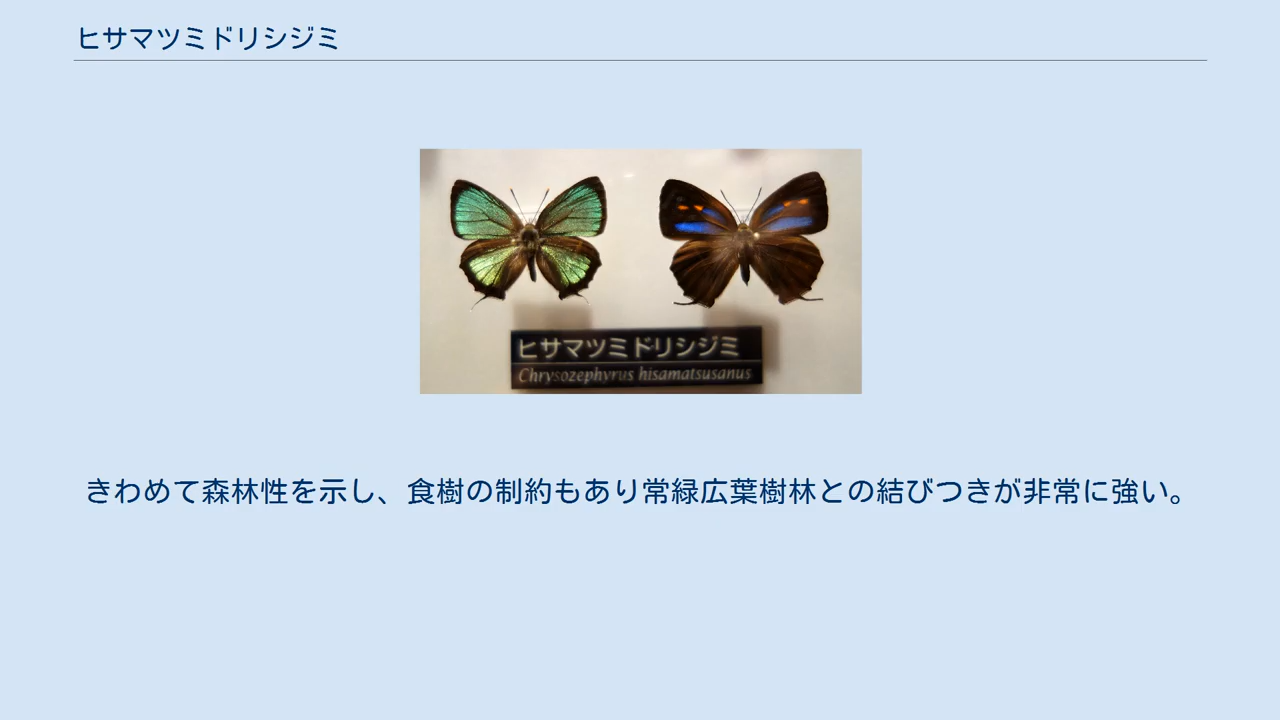 ヒサマツミドリシジミ
ヒサマツミドリシジミ
Chrysozephyrus hisamatsusanus
きわめて森林性を示し、食樹の制約もあり常緑広葉樹林との結びつきが非常に強い。